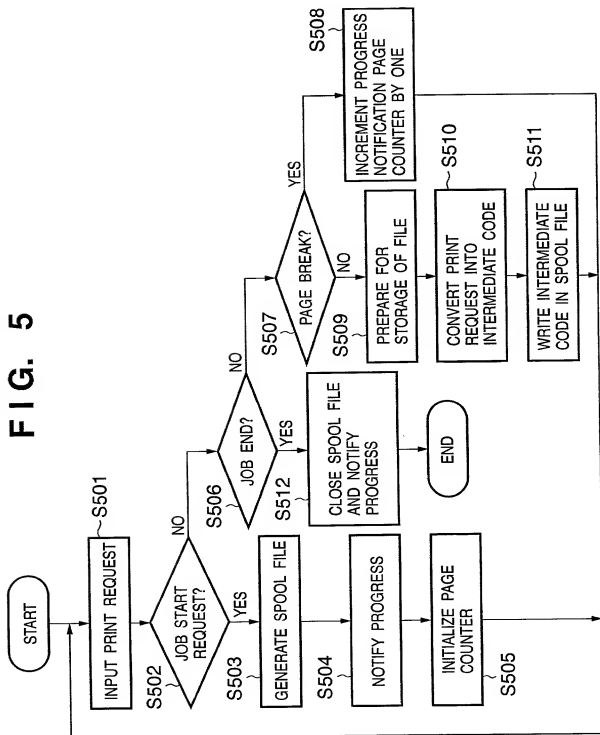 FIG. 5
START
S501
INPUT PRINT REQUEST
S502
JOB START
REQUEST?
NO
YES
S503
GENERATE SPOOL FILE
S504
NOTIFY PROGRESS
INITIALIZE PAGE
COUNTER
S505
S506
JOB END?
NO
YES
S512
CLOSE SPOOL FILE
AND NOTIFY
PROGRESS
END
S507
PAGE BREAK?
YES
NO
S508
INCREMENT PROGRESS
NOTIFICATION PAGE
COUNTER BY ONE
S509
PREPARE FOR
STORAGE OF FILE
S510
CONVERT PRINT
REQUEST INTO
INTERMEDIATE CODE
S511
WRITE INTERMEDIATE
CODE IN SPOOL FILE